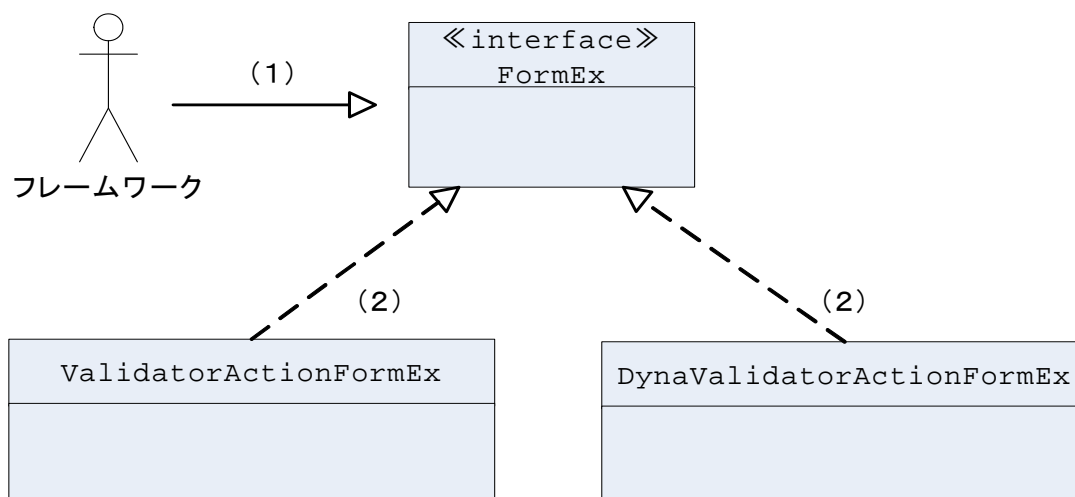 ≪interface≫
FormEx
(1)
フレームワーク
(2)
(2)
ValidatorActionFormEx
DynaValidatorActionFormEx